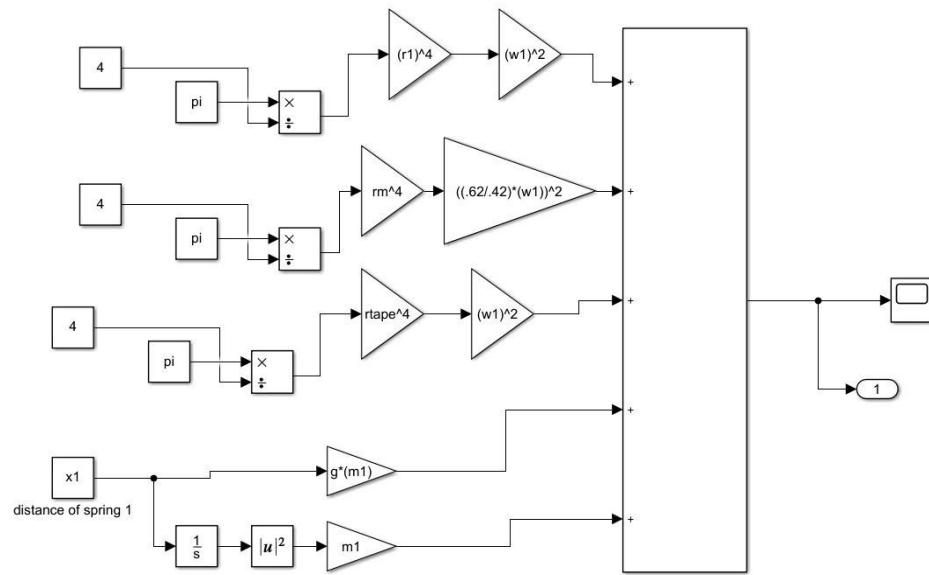 4
pi
×
÷
(r1)^4
(w1)^2
+
4
pi
×
÷
rm^4
((.62/.42)*(w1))^2
+
4
pi
×
÷
rtape^4
(w1)^2
+
x1
distance of spring 1
g*(m1)
+
1
s
|u|²
m1
+
1